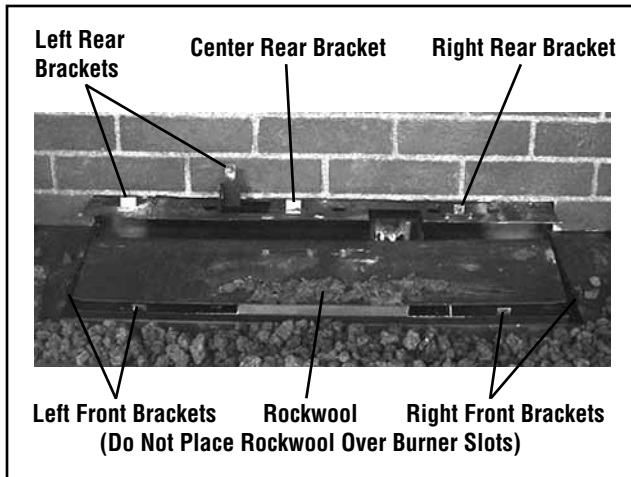 Left Rear
Brackets
Center Rear Bracket
Right Rear Bracket
Left Front Brackets
Rockwool
Right Front Brackets
(Do Not Place Rockwool Over Burner Slots)